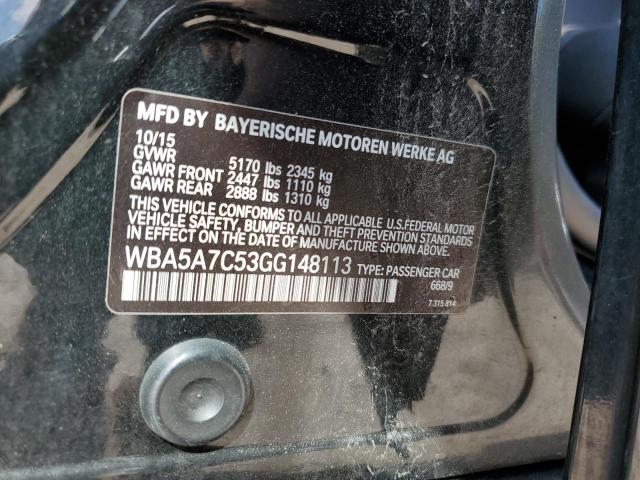 MFD BY BAYERISCHE MOTOREN WERKE AG
10/15
GVWR 5170 lbs 2345 kg
GAWR FRONT 2447 lbs 1110 kg
GAWR REAR 2888 lbs 1310 kg
THIS VEHICLE CONFORMS TO ALL APPLICABLE U.S.FEDERAL MOTOR
VEHICLE SAFETY, BUMPER, AND THEFT PREVENTION STANDARDS
IN EFFECT ON THE DATE OF MANUFACTURE SHOWN ABOVE.
WBA5A7C53GG148113 TYPE: PASSENGER CAR
668/9
7 315 814